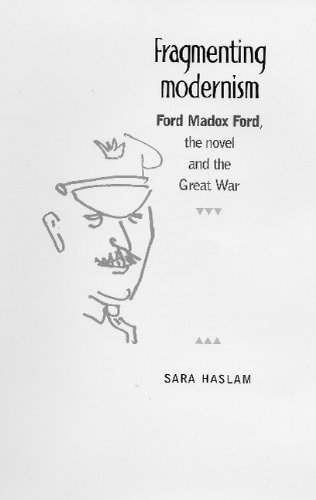 Fragmenting
modernism
Ford Madox Ford,
the novel
and the
Great War
SARA HASLAM